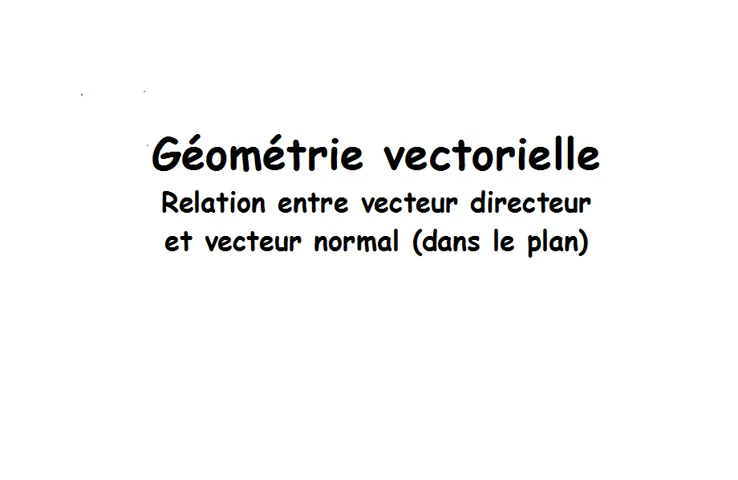 Géométrie vectorielle
Relation entre vecteur directeur
et vecteur normal (dans le plan)